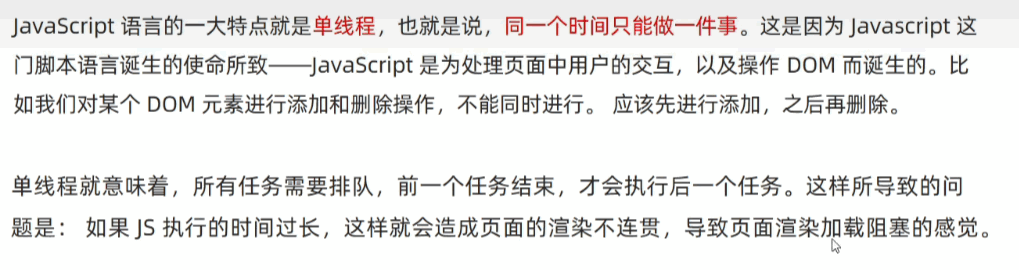 JavaScript 语言的一大特点就是单线程，也就是说，同一个时间只能做一件事。这是因为 Javascript 这
门脚本语言诞生的使命所致——JavaScript 是为处理页面中用户的交互，以及操作 DOM 而诞生的。比
如我们对某个 DOM 元素进行添加和删除操作，不能同时进行。 应该先进行添加，之后再删除。
单线程就意味着，所有任务需要排队，前一个任务结束，才会执行后一个任务。这样所导致的问
题是： 如果 JS 执行的时间过长，这样就会造成页面的渲染不连贯，导致页面渲染加载阻塞的感觉。